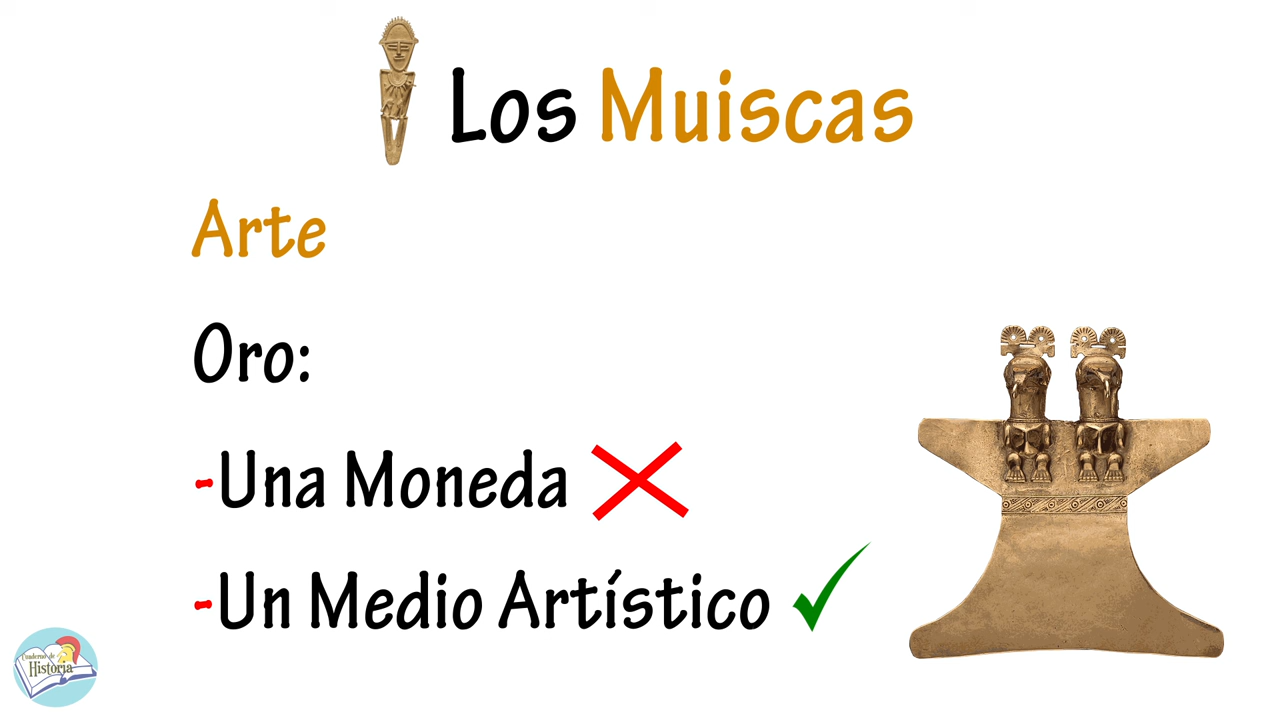 Los Muiscas
Arte
Oro:
-Una Moneda
-Un Medio Artístico
Cuaderno de
Historia